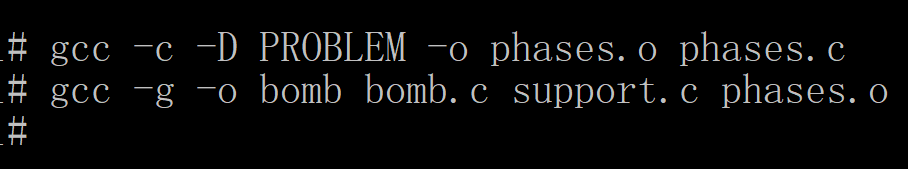 # gcc -c -D PROBLEM -o phases.o phases.c
# gcc -g -o bomb bomb.c support.c phases.o
#